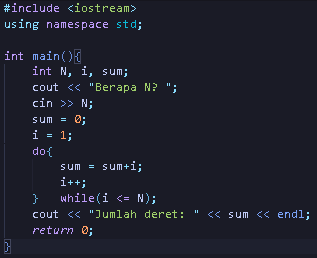 #include <iostream>
using namespace std;

int main(){
    int N, i, sum;
    cout << "Berapa N? ";
    cin >> N;
    sum = 0;
    i = 1;
    do{
        sum = sum+i;
        i++;
    }   while(i <= N);
    cout << "Jumlah deret: " << sum << endl;
    return 0;
}